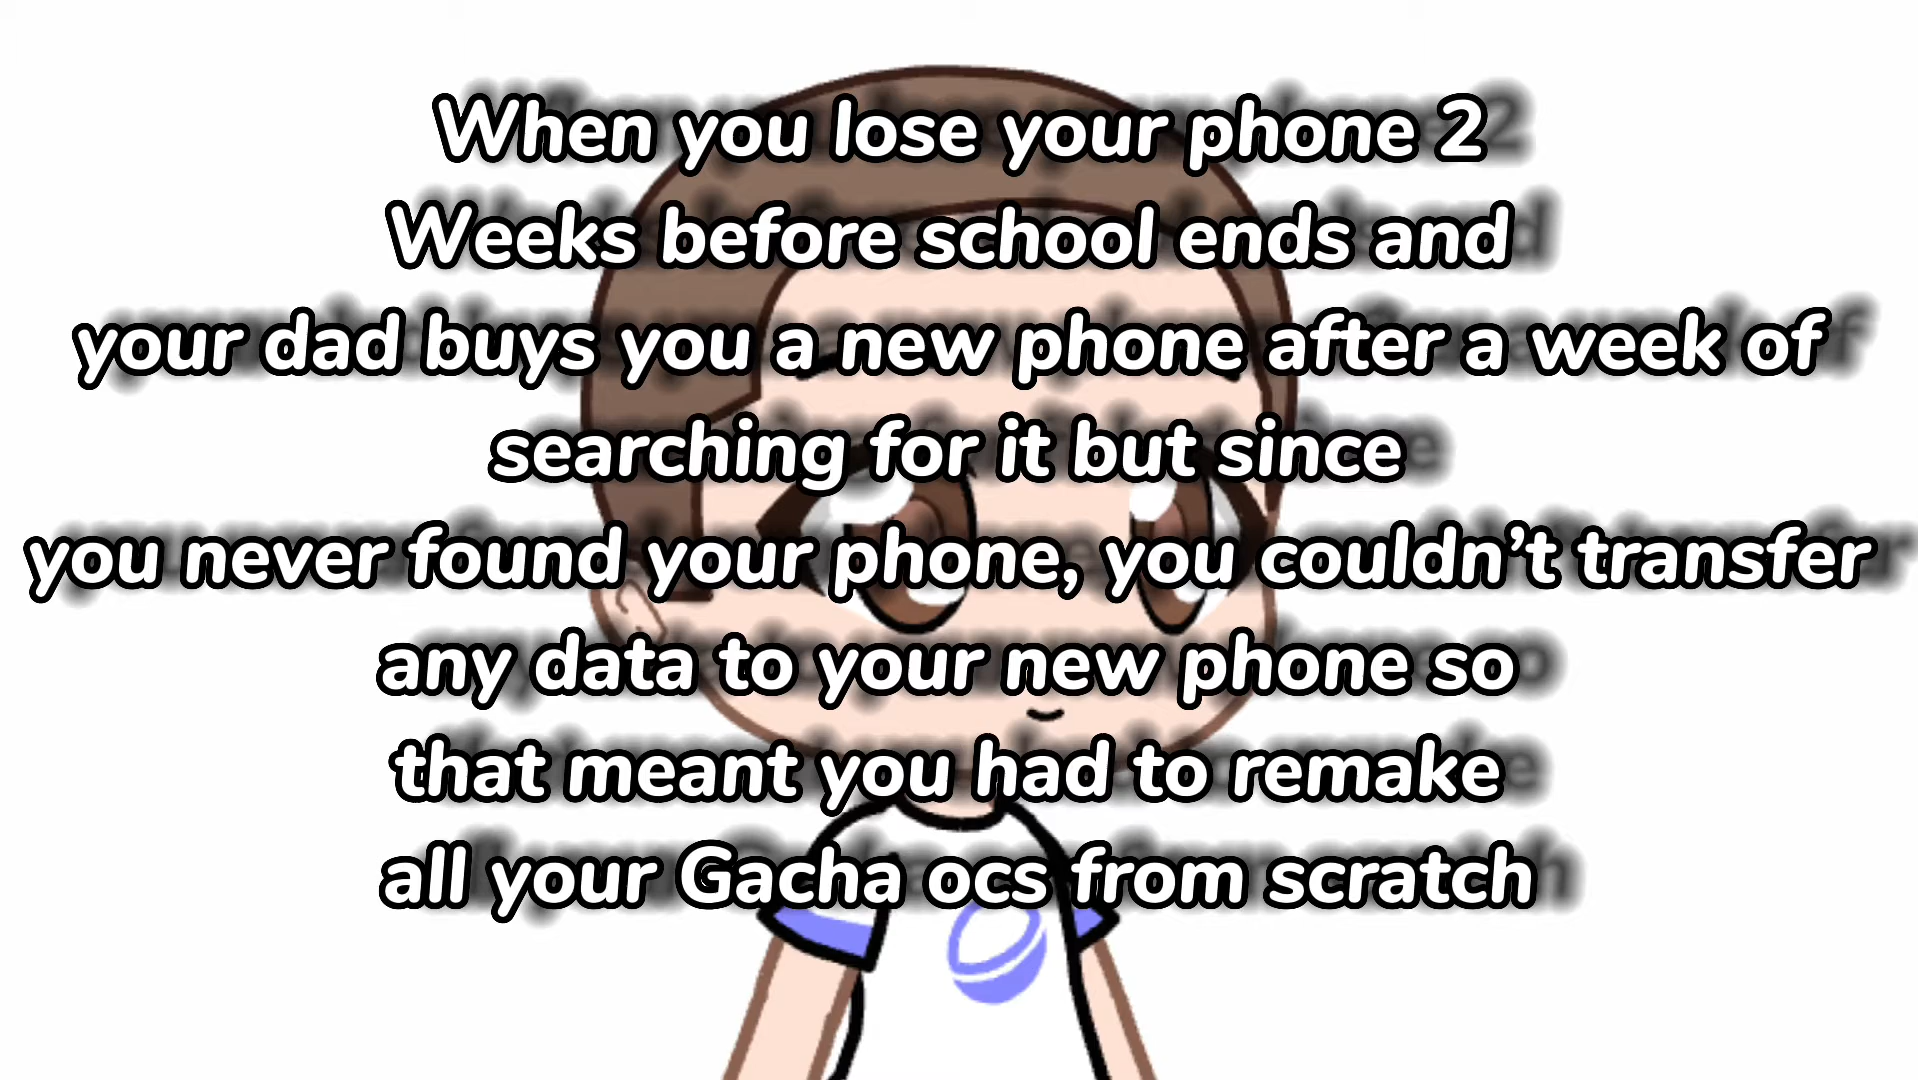 When you lose your phone 2
Weeks before school ends and
your dad buys you a new phone after a week of
searching for it but since
you never found your phone, you couldn’t transfer
any data to your new phone so
that meant you had to remake
all your Gacha ocs from scratch